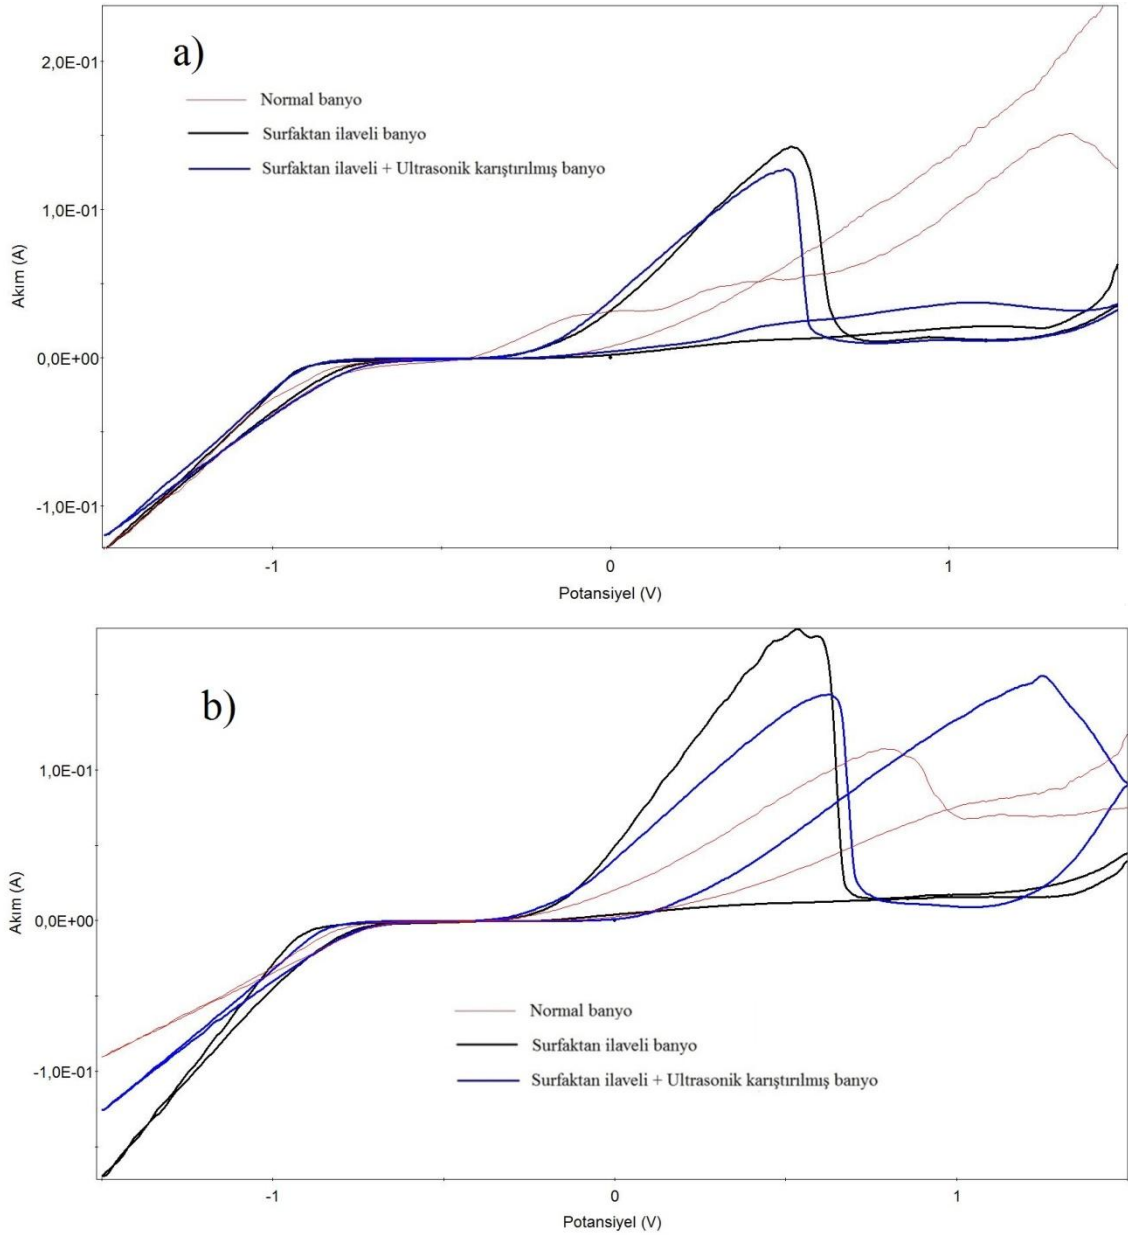 a)
Normal banyo
Surfaktan ilaveli banyo
Surfaktan ilaveli + Ultrasonik karıştırılmış banyo
2,0E-01
1,0E-01
0,0E+00
-1,0E-01
Akım (A)
-1
0
1
Potansiyel (V)
b)
1,0E-01
0,0E+00
-1,0E-01
Akım (A)
Normal banyo
Surfaktan ilaveli banyo
Surfaktan ilaveli + Ultrasonik karıştırılmış banyo
-1
0
1
Potansiyel (V)